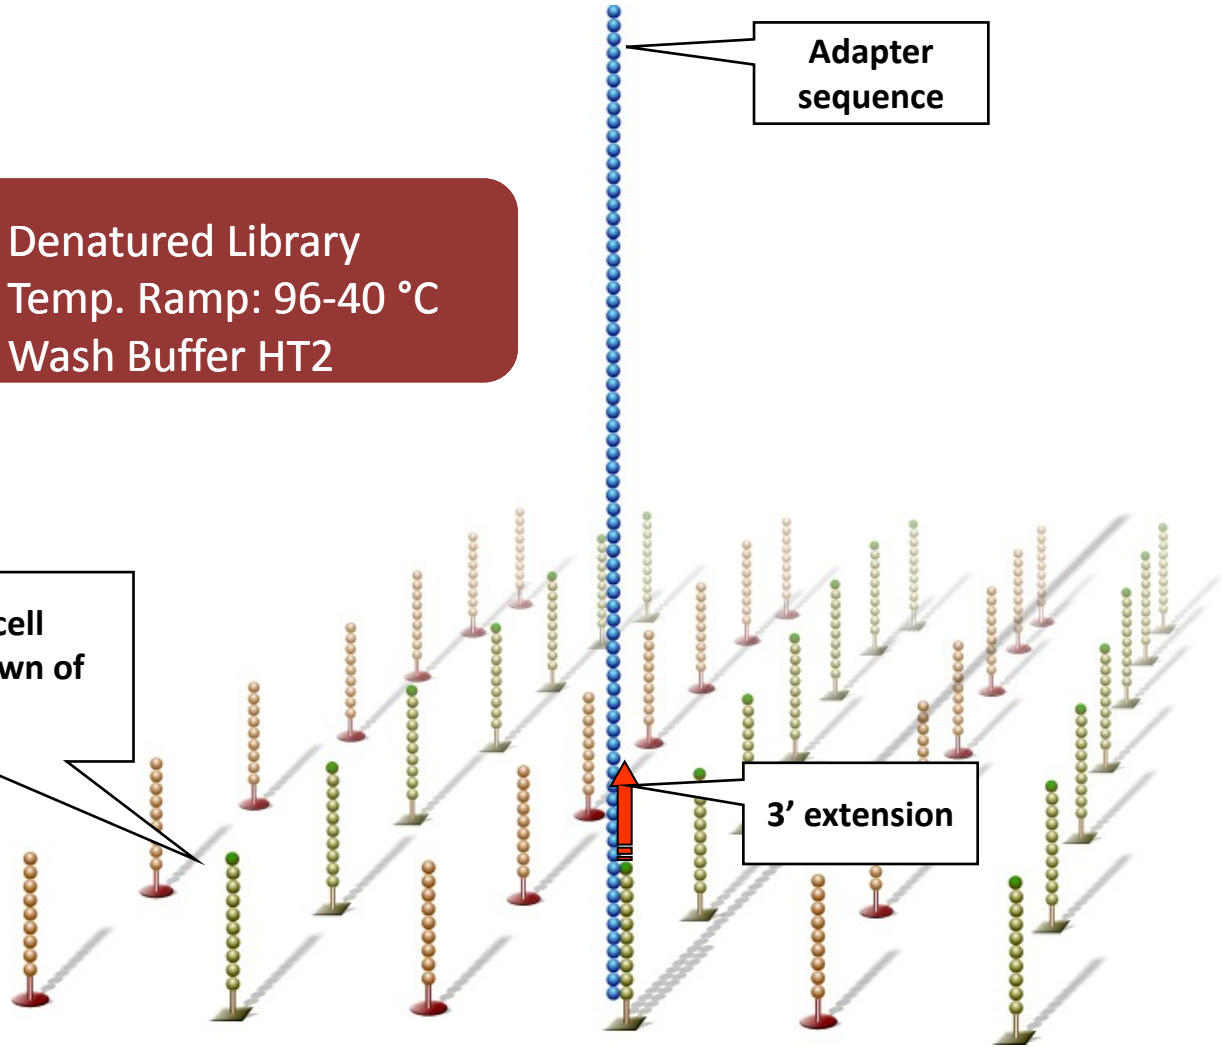 Adapter
sequence
Denatured Library
Temp. Ramp: 96-40 °C
Wash Buffer HT2
cell
wn of
3’ extension